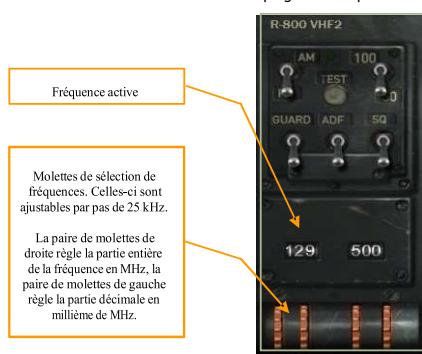 R-800 VHF2
AM
100
TEST
GUARD
ADF
SQ
Fréquence active
Molettes de sélection de
fréquences. Celles-ci sont
ajustables par pas de 25 kHz.
La paire de molettes de
droite règle la partie entière
de la fréquence en MHz, la
paire de molettes de gauche
règle la partie décimale en
millième de MHz.
129
500